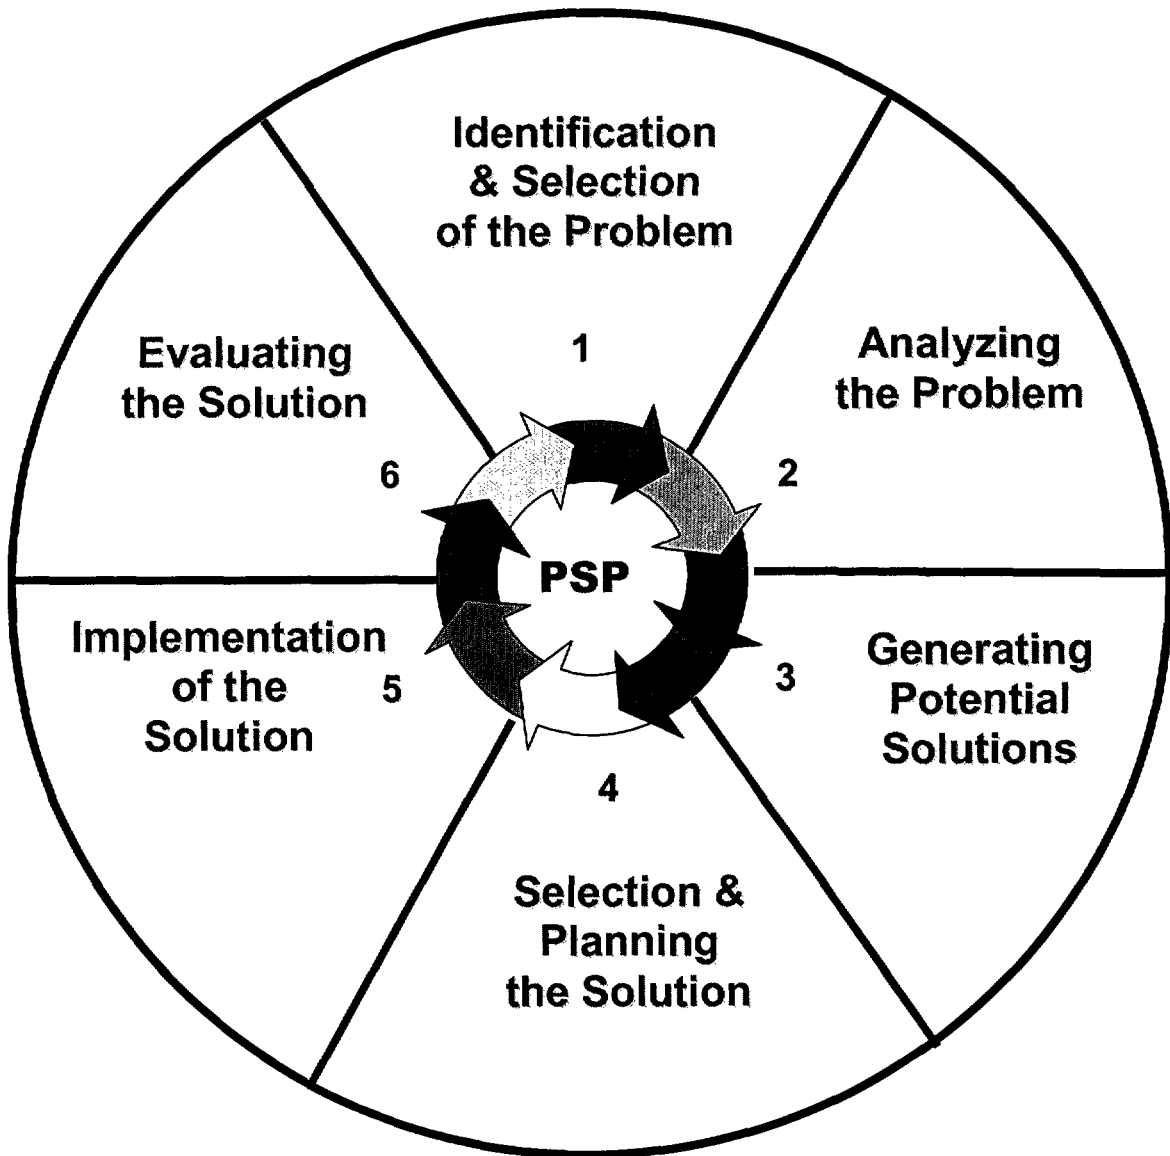 Identification
& Selection
of the Problem
1
Analyzing
the Problem
2
Generating
Potential
Solutions
3
Selection &
Planning
the Solution
4
Implementation
of the
Solution
5
Evaluating
the Solution
6
PSP